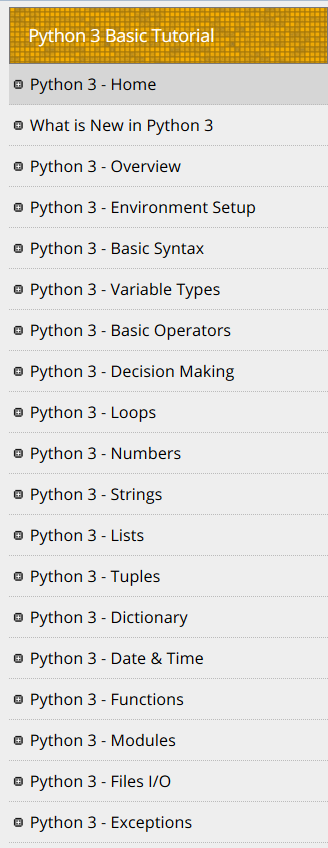 Python 3 Basic Tutorial
Python 3 - Home
What is New in Python 3
Python 3 - Overview
Python 3 - Environment Setup
Python 3 - Basic Syntax
Python 3 - Variable Types
Python 3 - Basic Operators
Python 3 - Decision Making
Python 3 - Loops
Python 3 - Numbers
Python 3 - Strings
Python 3 - Lists
Python 3 - Tuples
Python 3 - Dictionary
Python 3 - Date & Time
Python 3 - Functions
Python 3 - Modules
Python 3 - Files I/O
Python 3 - Exceptions